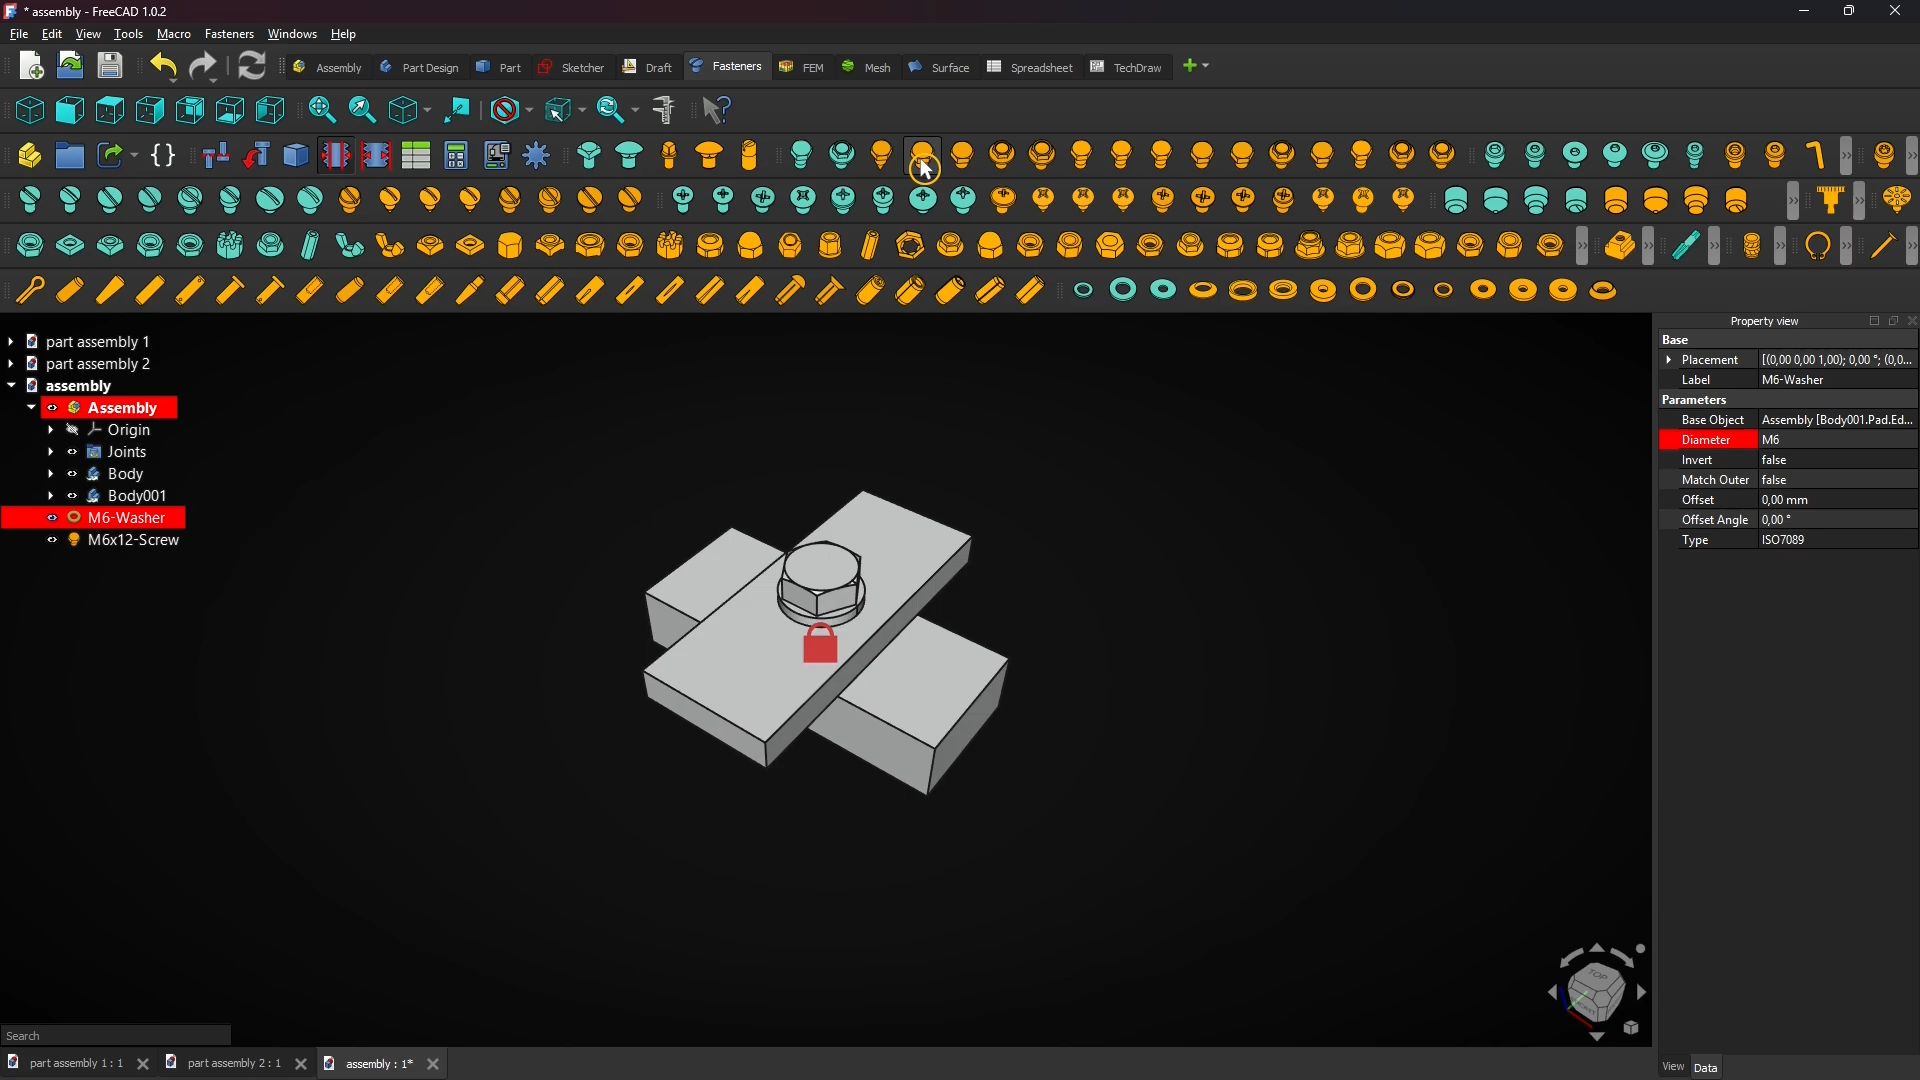 * assembly - FreeCAD 1.0.2
File Edit View Tools Macro Fasteners Windows Help
Assembly Part Design Part Sketcher Draft Fasteners FEM Mesh Surface Spreadsheet TechDraw
part assembly 1
part assembly 2
assembly
Assembly
Origin
Joints
Body
Body001
M6-Washer
M6x12-Screw
Property view
Base
Placement [(0,00 0,00 1,00); 0,00 °; (0,0...
Label M6-Washer
Parameters
Base Object Assembly [Body001.Pad.Ed...
Diameter M6
Invert false
Match Outer false
Offset 0,00 mm
Offset Angle 0,00 °
Type ISO7089
TOP
Search
part assembly 1 : 1 part assembly 2 : 1 assembly : 1*
View Data